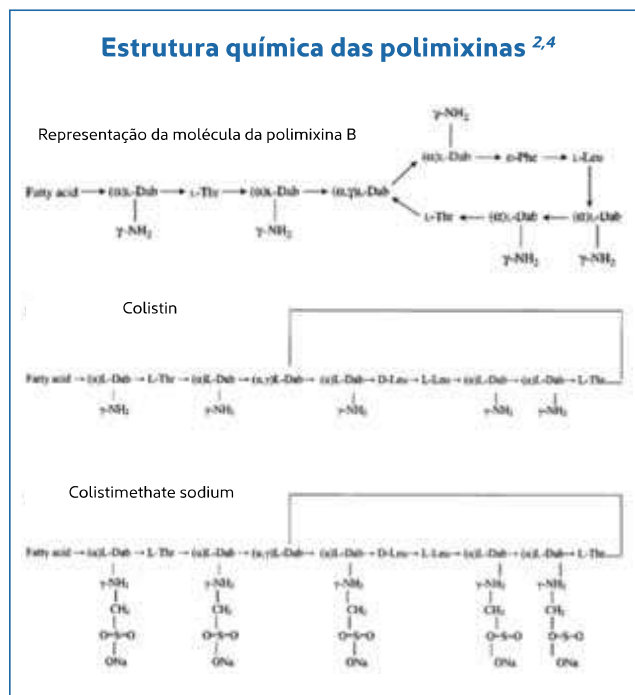 Estrutura química das polimixinas 2,4
γ-NH₂
Representação da molécula da polimixina B
(α)L-Dab → D-Phe → L-Leu
Fatty acid → (α)L-Dab → L-Thr → (α)L-Dab → (α,γ)L-Dab
L-Thr ← (α)L-Dab ← (α)L-Dab
γ-NH₂ γ-NH₂ γ-NH₂ γ-NH₂
Colistin
Fatty acid → (α)L-Dab → L-Thr → (α)L-Dab → (α,γ)L-Dab → (α)L-Dab → D-Leu → L-Leu → (α)L-Dab → (α)L-Dab → L-Thr
γ-NH₂ γ-NH₂ γ-NH₂ γ-NH₂ γ-NH₂
Colistimethate sodium
Fatty acid → (α)L-Dab → L-Thr → (α)L-Dab → (α,γ)L-Dab → (α)L-Dab → D-Leu → L-Leu → (α)L-Dab → (α)L-Dab → L-Thr
γ-NH₂ γ-NH₂ γ-NH₂ γ-NH₂ γ-NH₂
CH₂ CH₂ CH₂ CH₂ CH₂
O=S=O O=S=O O=S=O O=S=O O=S=O
ONa ONa ONa ONa ONa